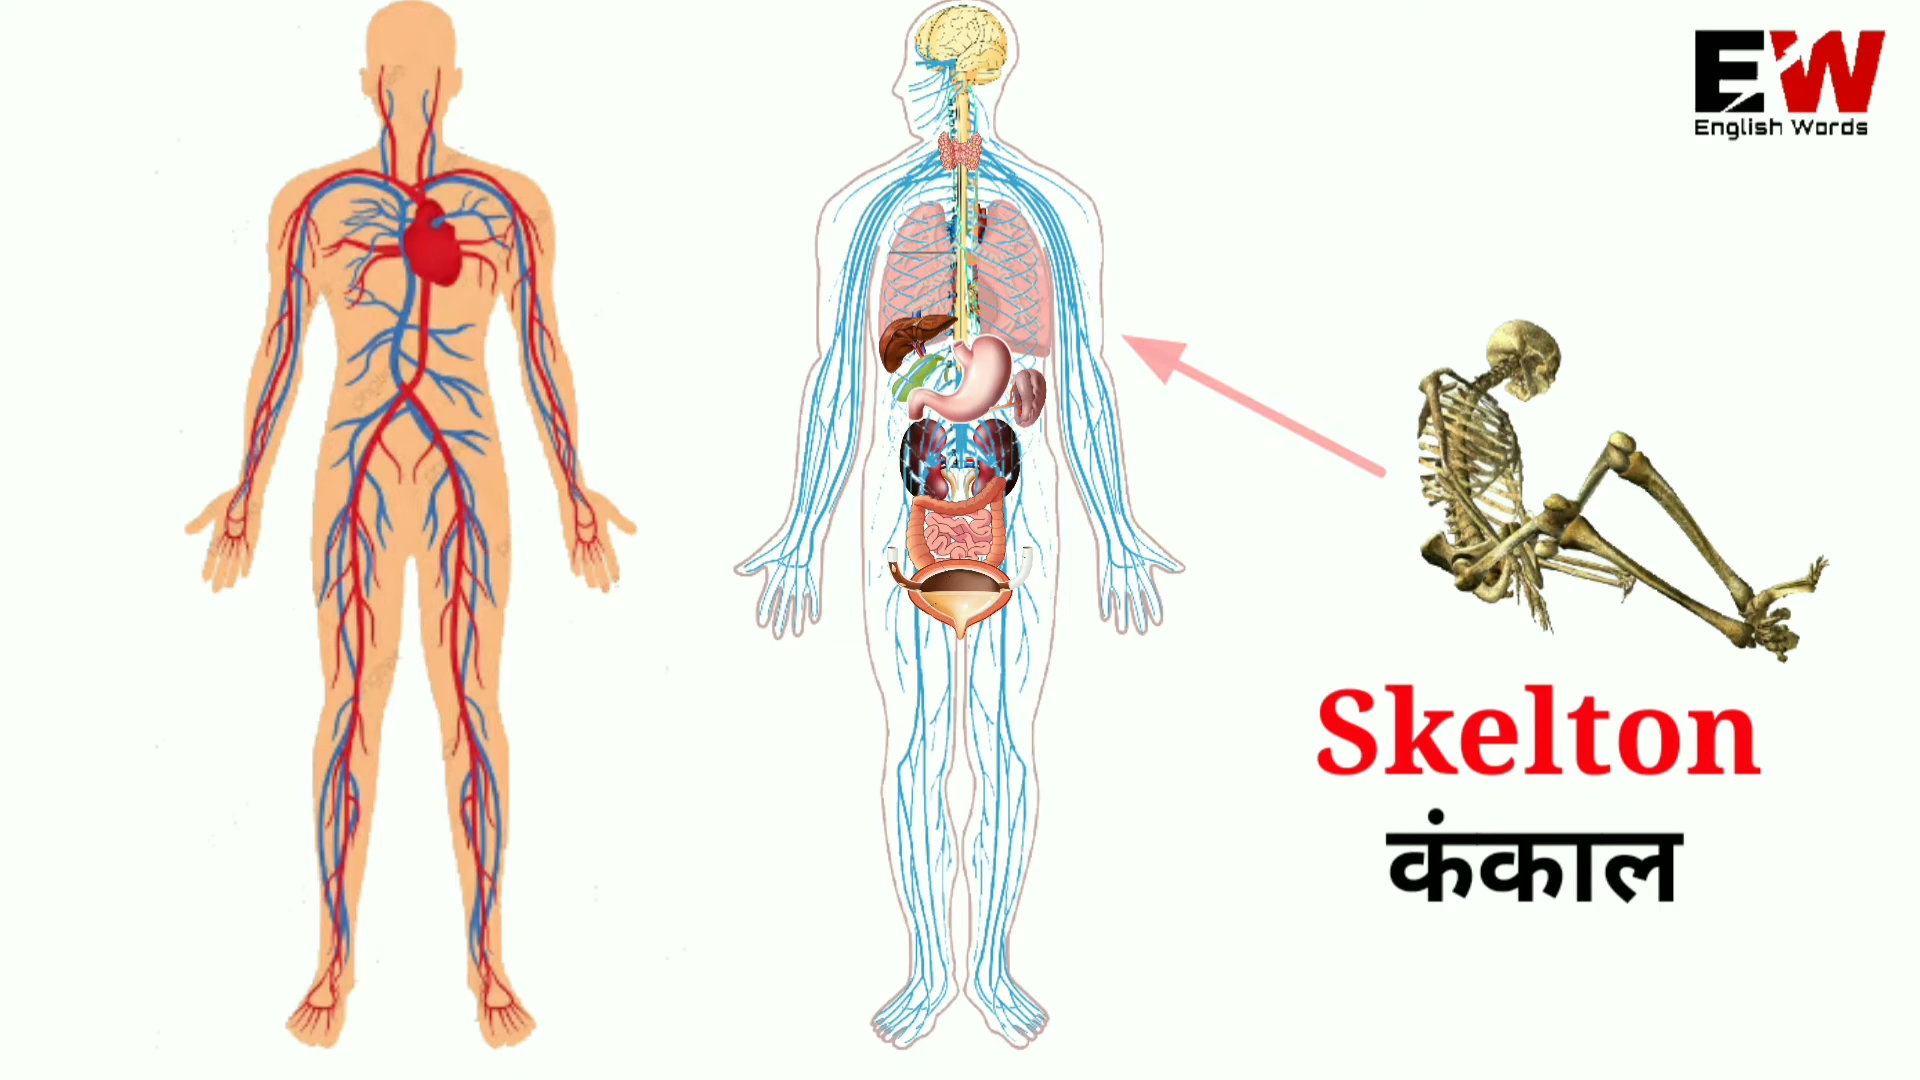 EW
English Words
Skelton
कंकाल